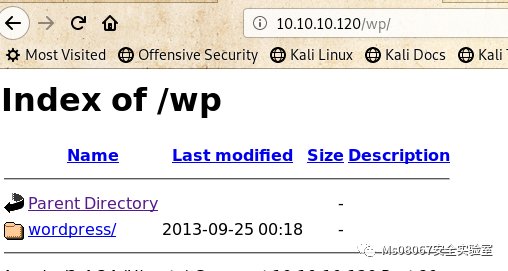 10.10.10.120/wp/
Most Visited Offensive Security Kali Linux Kali Docs Kali
Index of /wp
Name Last modified Size Description
Parent Directory -
wordpress/ 2013-09-25 00:18 -
Ms08067安全实验室